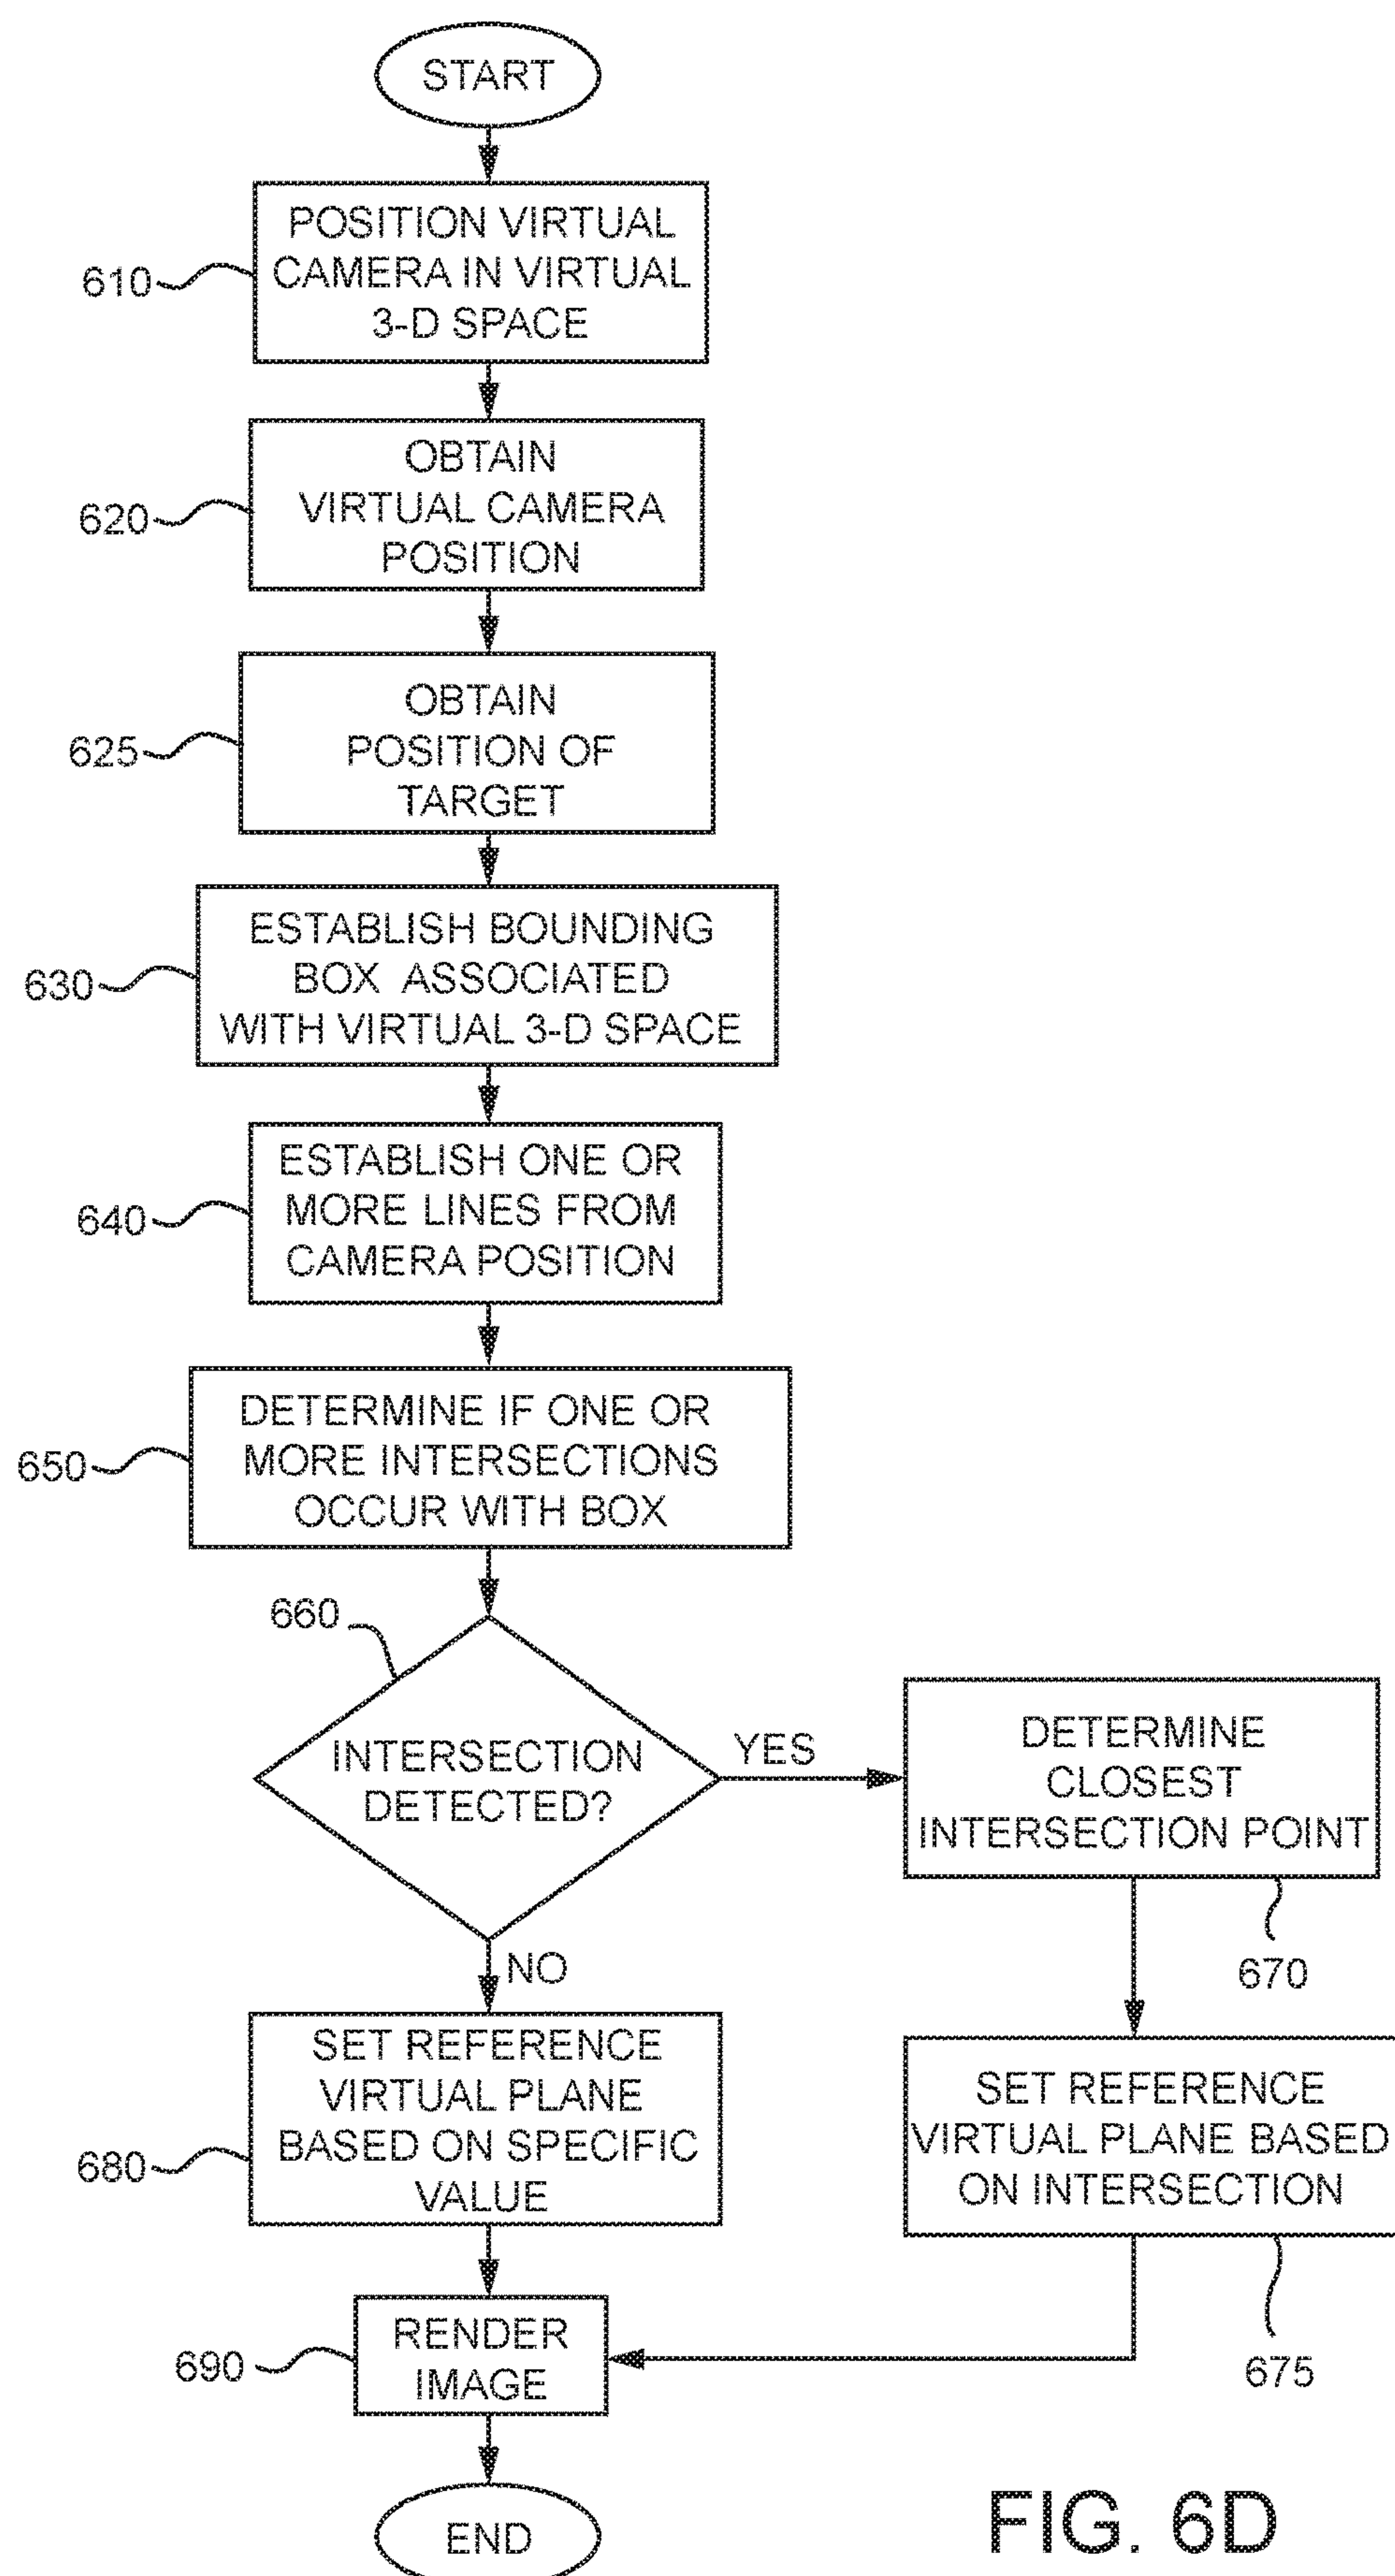 START
POSITION VIRTUAL
CAMERA IN VIRTUAL
3-D SPACE
610
OBTAIN
VIRTUAL CAMERA
POSITION
620
OBTAIN
POSITION OF
TARGET
625
ESTABLISH BOUNDING
BOX ASSOCIATED
WITH VIRTUAL 3-D SPACE
630
ESTABLISH ONE OR
MORE LINES FROM
CAMERA POSITION
640
DETERMINE IF ONE OR
MORE INTERSECTIONS
OCCUR WITH BOX
650
660
INTERSECTION
DETECTED?
YES
DETERMINE
CLOSEST
INTERSECTION POINT
670
NO
SET REFERENCE
VIRTUAL PLANE
BASED ON SPECIFIC
VALUE
680
SET REFERENCE
VIRTUAL PLANE BASED
ON INTERSECTION
675
RENDER
IMAGE
690
END
FIG. 6D